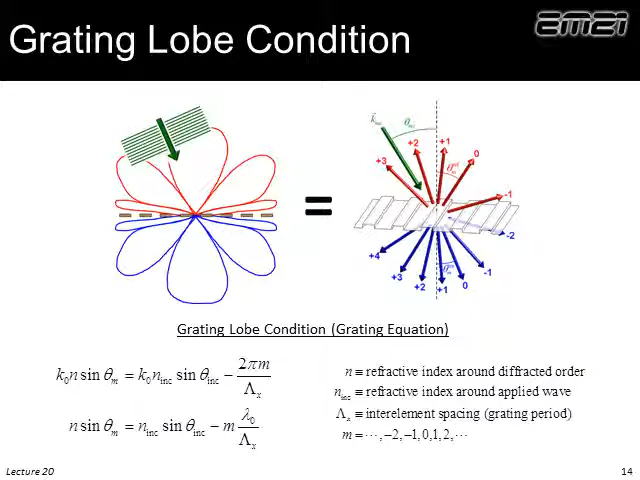 Grating Lobe Condition
EM21
θinc
+3
+2
+1
0
-1
-2
+4
+3
+2
+1
0
-1
=
Grating Lobe Condition (Grating Equation)
k₀n sin θₘ = k₀nᵢₙc sin θᵢₙc − 2πm/Λₓ
n sin θₘ = nᵢₙc sin θᵢₙc − m λ₀/Λₓ
n ≡ refractive index around diffracted order
nᵢₙc ≡ refractive index around applied wave
Λₓ ≡ interelement spacing (grating period)
m = ⋯, −2, −1, 0, 1, 2, ⋯
Lecture 20
14